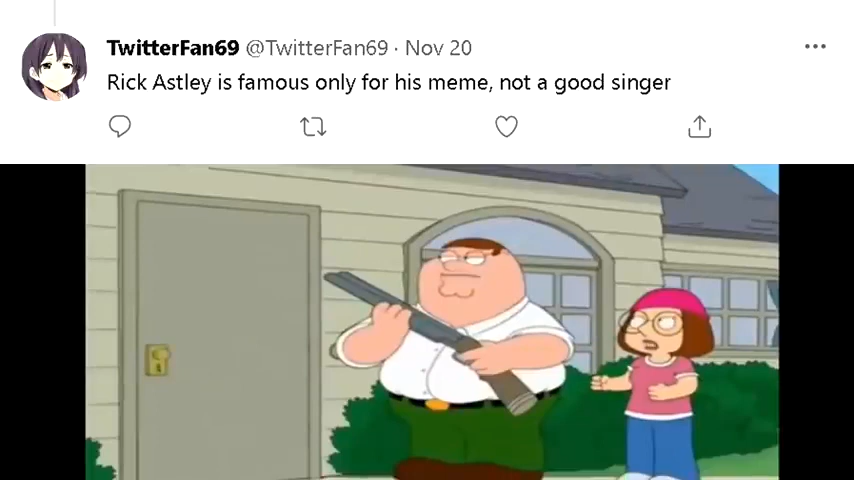 TwitterFan69 @TwitterFan69 · Nov 20
Rick Astley is famous only for his meme, not a good singer